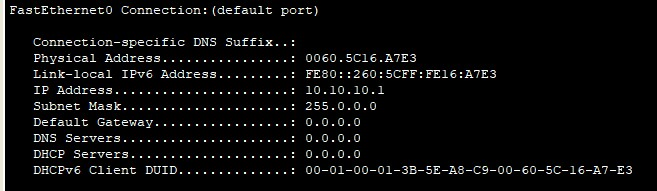 FastEthernet0 Connection:(default port)
Connection-specific DNS Suffix..:
Physical Address................: 0060.5C16.A7E3
Link-local IPv6 Address.........: FE80::260:5CFF:FE16:A7E3
IP Address......................: 10.10.10.1
Subnet Mask.....................: 255.0.0.0
Default Gateway.................: 0.0.0.0
DNS Servers.....................: 0.0.0.0
DHCP Servers....................: 0.0.0.0
DHCPv6 Client DUID..............: 00-01-00-01-3B-5E-A8-C9-00-60-5C-16-A7-E3